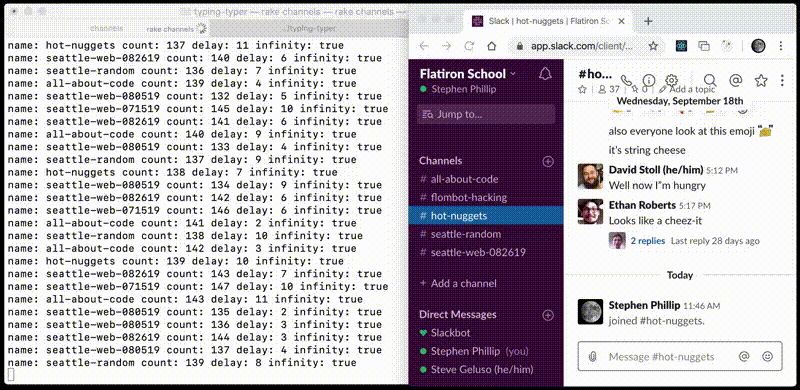 typing-typer — rake channels — rake channels ▸
channels
rake channels
../typing-typer
name: hot-nuggets count: 137 delay: 11 infinity: true
name: seattle-web-082619 count: 140 delay: 6 infinity: true
name: seattle-random count: 136 delay: 7 infinity: true
name: all-about-code count: 139 delay: 4 infinity: true
name: seattle-web-080519 count: 132 delay: 5 infinity: true
name: seattle-web-071519 count: 145 delay: 10 infinity: true
name: seattle-web-082619 count: 141 delay: 6 infinity: true
name: all-about-code count: 140 delay: 9 infinity: true
name: seattle-web-080519 count: 133 delay: 4 infinity: true
name: seattle-random count: 137 delay: 9 infinity: true
name: hot-nuggets count: 138 delay: 7 infinity: true
name: seattle-web-080519 count: 134 delay: 9 infinity: true
name: seattle-web-082619 count: 142 delay: 6 infinity: true
name: seattle-web-071519 count: 146 delay: 6 infinity: true
name: all-about-code count: 141 delay: 2 infinity: true
name: seattle-random count: 138 delay: 10 infinity: true
name: all-about-code count: 142 delay: 3 infinity: true
name: hot-nuggets count: 139 delay: 10 infinity: true
name: seattle-web-082619 count: 143 delay: 7 infinity: true
name: seattle-web-071519 count: 147 delay: 10 infinity: true
name: all-about-code count: 143 delay: 11 infinity: true
name: seattle-web-080519 count: 135 delay: 2 infinity: true
name: seattle-web-080519 count: 136 delay: 3 infinity: true
name: seattle-web-082619 count: 144 delay: 3 infinity: true
name: seattle-web-080519 count: 137 delay: 4 infinity: true
name: seattle-random count: 139 delay: 8 infinity: true
Slack | hot-nuggets | Flatiron S
app.slack.com/client/...
Flatiron School
Stephen Phillip
Jump to...
Channels
# all-about-code
# flombot-hacking
# hot-nuggets
# seattle-random
# seattle-web-082619
+ Add a channel
Direct Messages
Slackbot
Stephen Phillip (you)
Steve Geluso (he/him)
#ho...
37
0
Add a topic
Wednesday, September 18th
also everyone look at this emoji "🧀"
it's string cheese
David Stoll (he/him) 5:12 PM
Well now I"m hungry
Ethan Roberts 5:17 PM
Looks like a cheez-it
2 replies Last reply 28 days ago
Today
Stephen Phillip 11:46 AM
joined #hot-nuggets.
Message #hot-nuggets